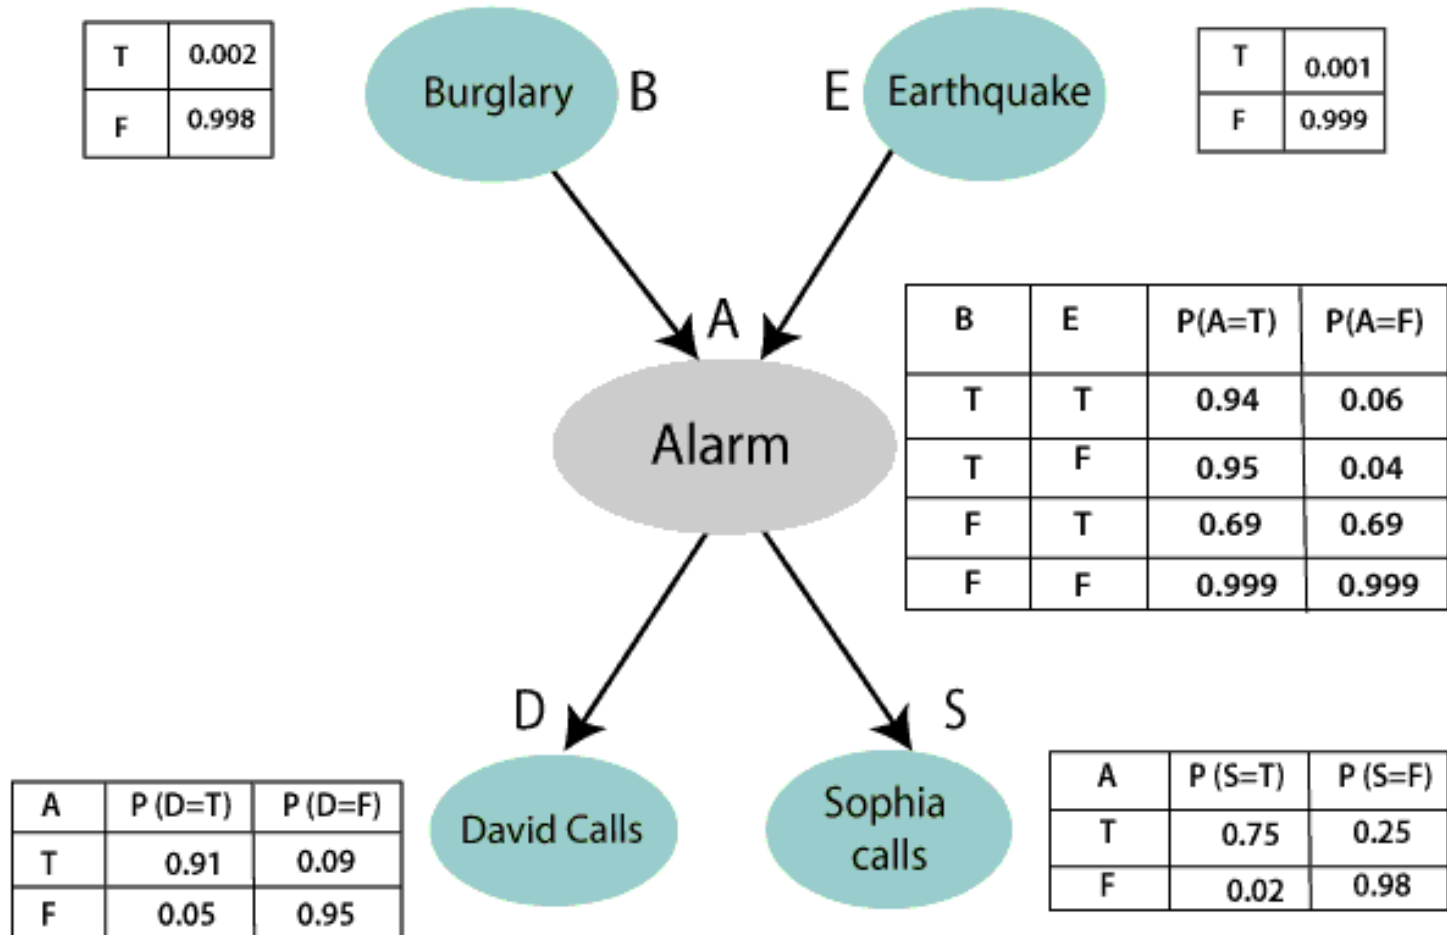 T 0.002
F 0.998
Burglary B
E Earthquake
T 0.001
F 0.999
A
B E P(A=T) P(A=F)
T T 0.94 0.06
T F 0.95 0.04
F T 0.69 0.69
F F 0.999 0.999
Alarm
D
S
A P (D=T) P (D=F)
T 0.91 0.09
F 0.05 0.95
David Calls
Sophia
calls
A P (S=T) P (S=F)
T 0.75 0.25
F 0.02 0.98